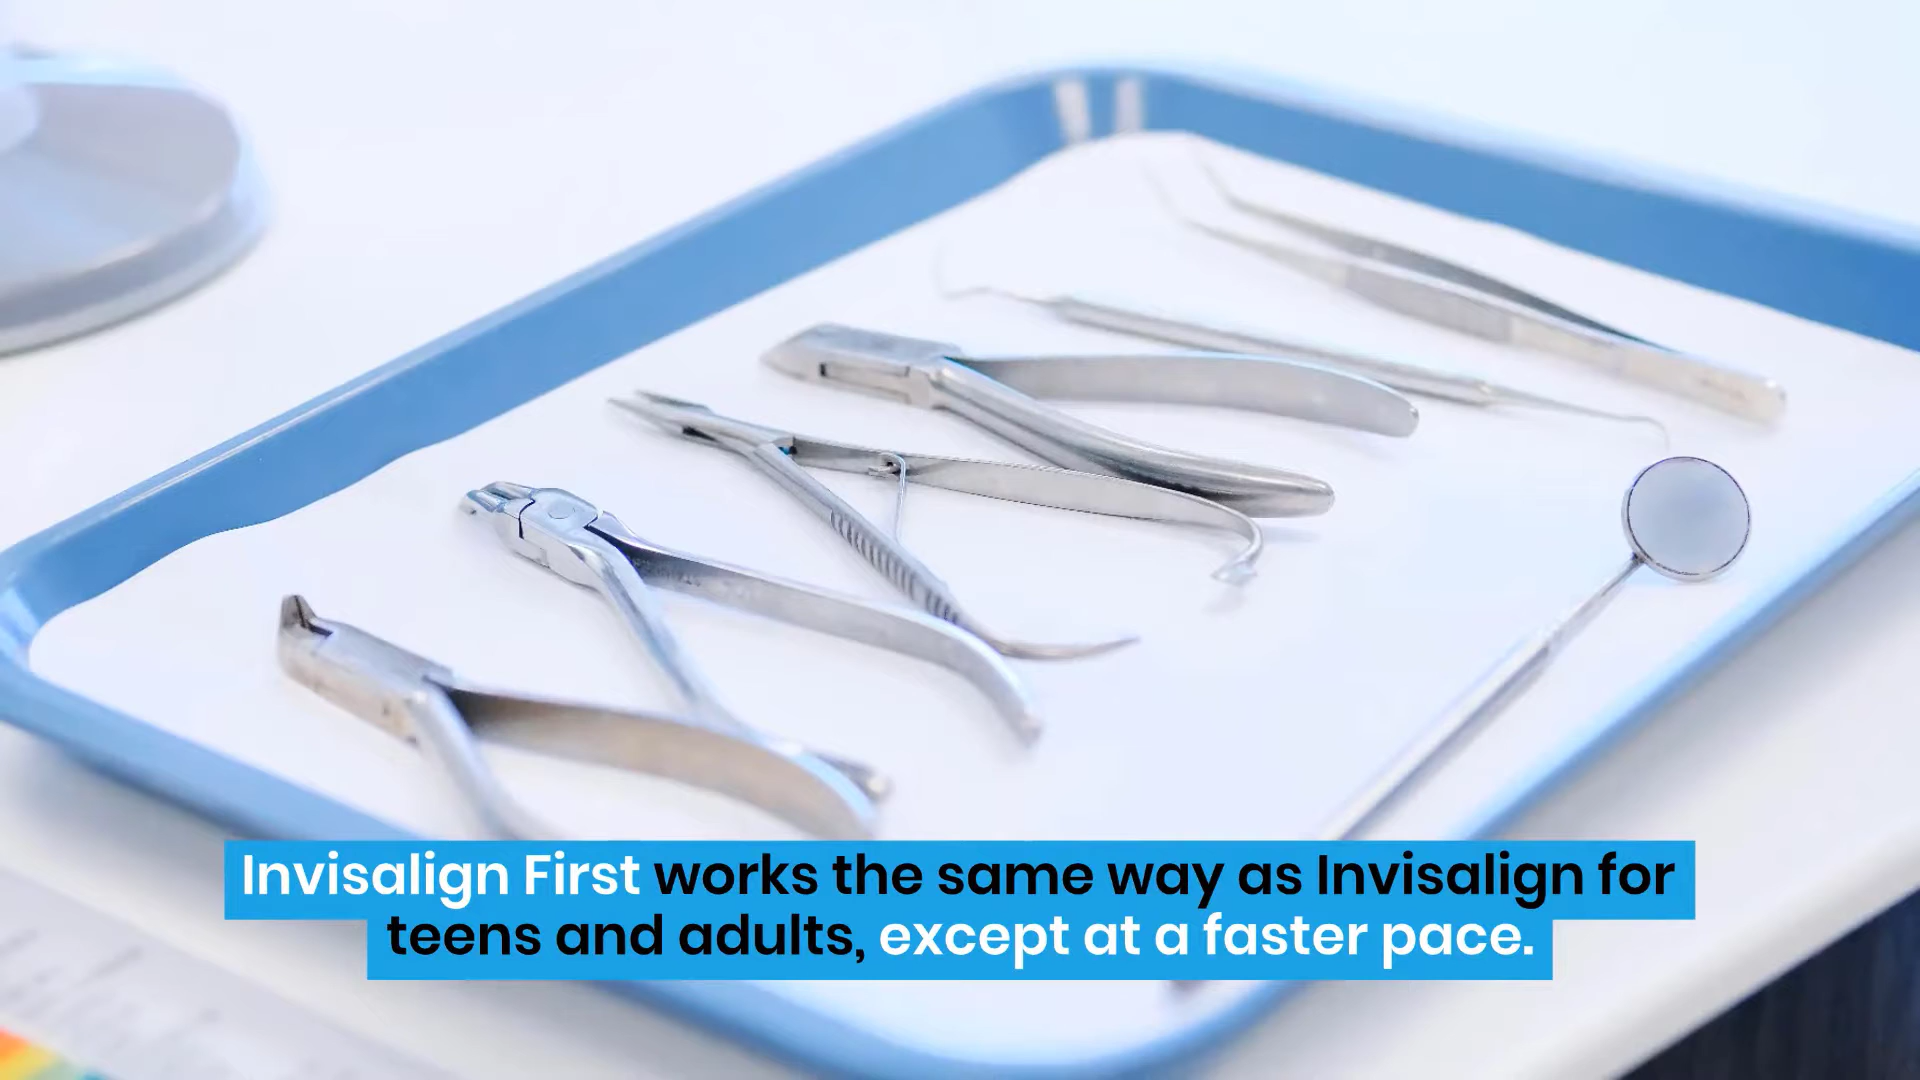 Invisalign First works the same way as Invisalign for
teens and adults, except at a faster pace.